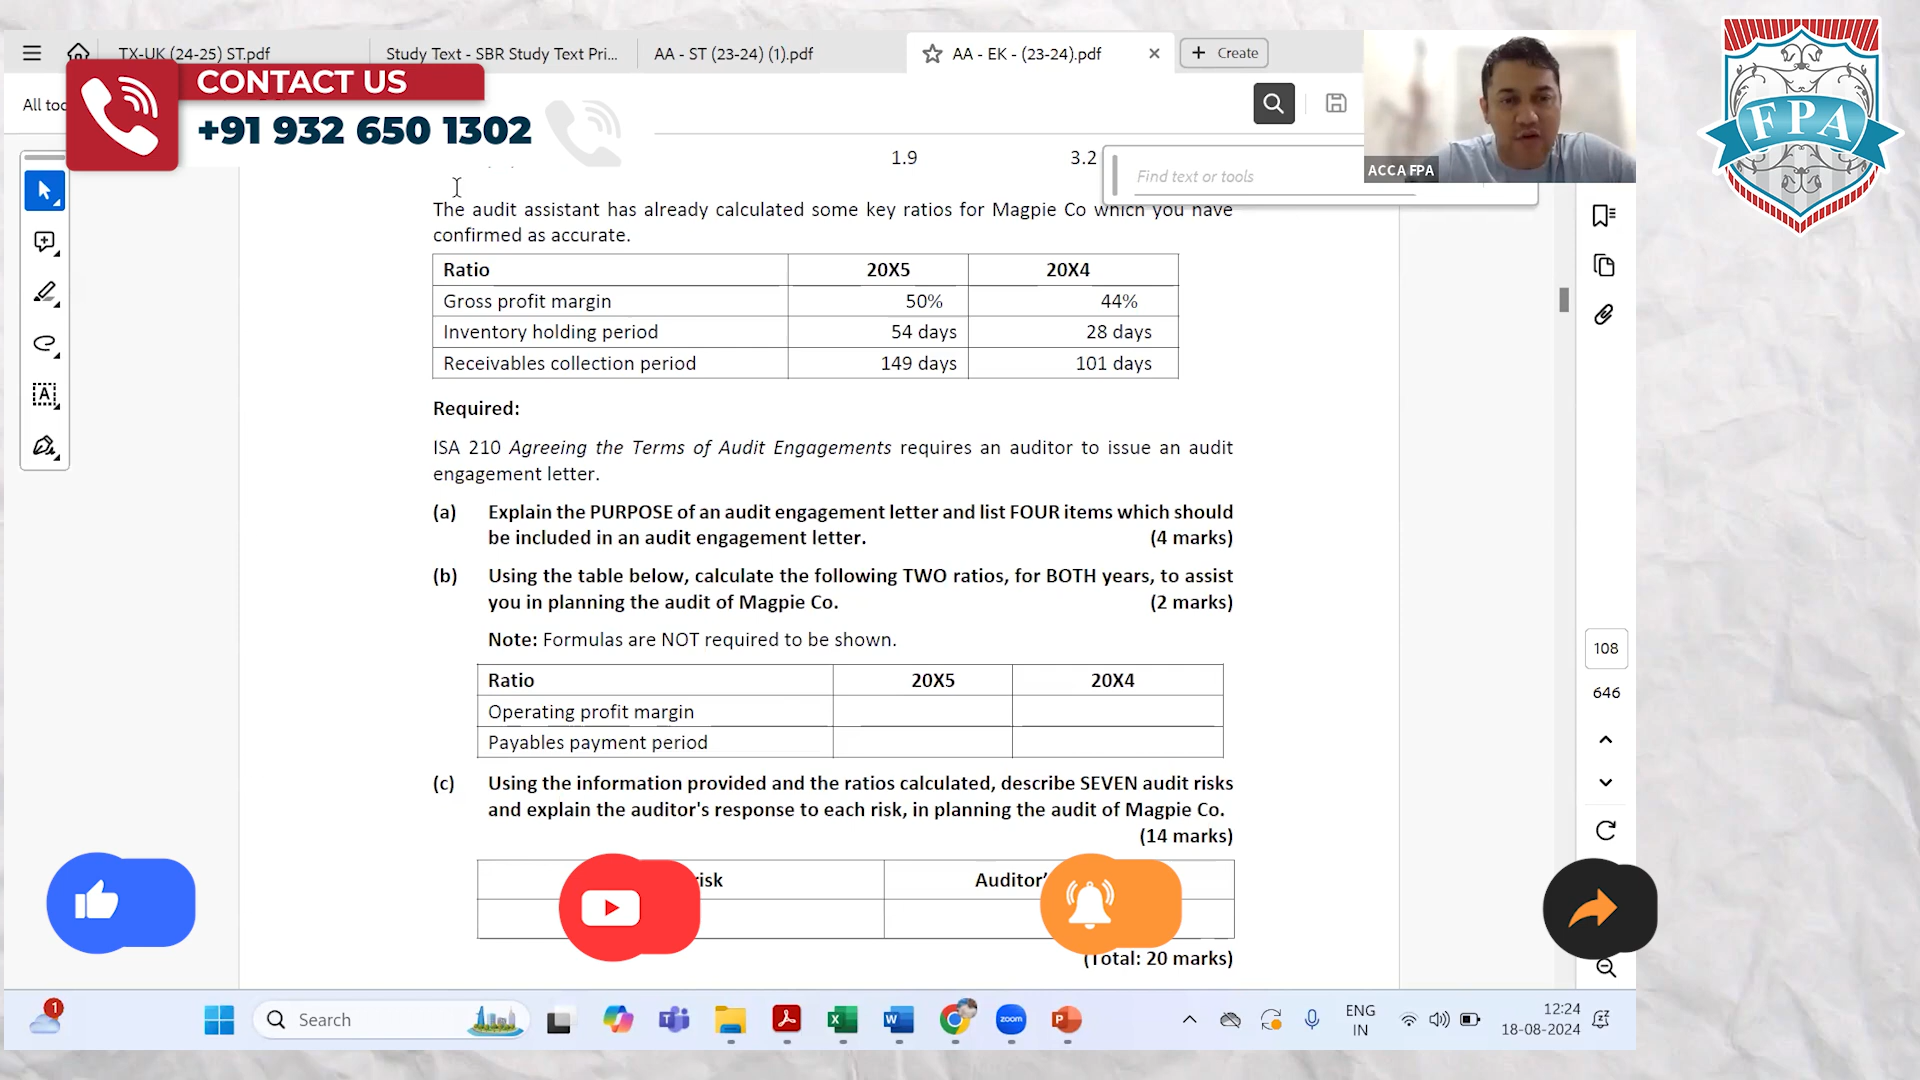 TX-UK (24-25) ST.pdf
Study Text - SBR Study Text Pri...
AA - ST (23-24) (1).pdf
AA - EK - (23-24).pdf
+ Create
CONTACT US
+91 932 650 1302
FPA
ACCA FPA
1.9 3.2
Find text or tools
The audit assistant has already calculated some key ratios for Magpie Co which you have
confirmed as accurate.
Ratio 20X5 20X4
Gross profit margin 50% 44%
Inventory holding period 54 days 28 days
Receivables collection period 149 days 101 days
Required:
ISA 210 Agreeing the Terms of Audit Engagements requires an auditor to issue an audit
engagement letter.
(a) Explain the PURPOSE of an audit engagement letter and list FOUR items which should
be included in an audit engagement letter. (4 marks)
(b) Using the table below, calculate the following TWO ratios, for BOTH years, to assist
you in planning the audit of Magpie Co. (2 marks)
Note: Formulas are NOT required to be shown.
Ratio 20X5 20X4
Operating profit margin
Payables payment period
(c) Using the information provided and the ratios calculated, describe SEVEN audit risks
and explain the auditor's response to each risk, in planning the audit of Magpie Co.
(14 marks)
risk
(Total: 20 marks)
108
646
1
Search
zoom
ENG
IN
12:24
18-08-2024